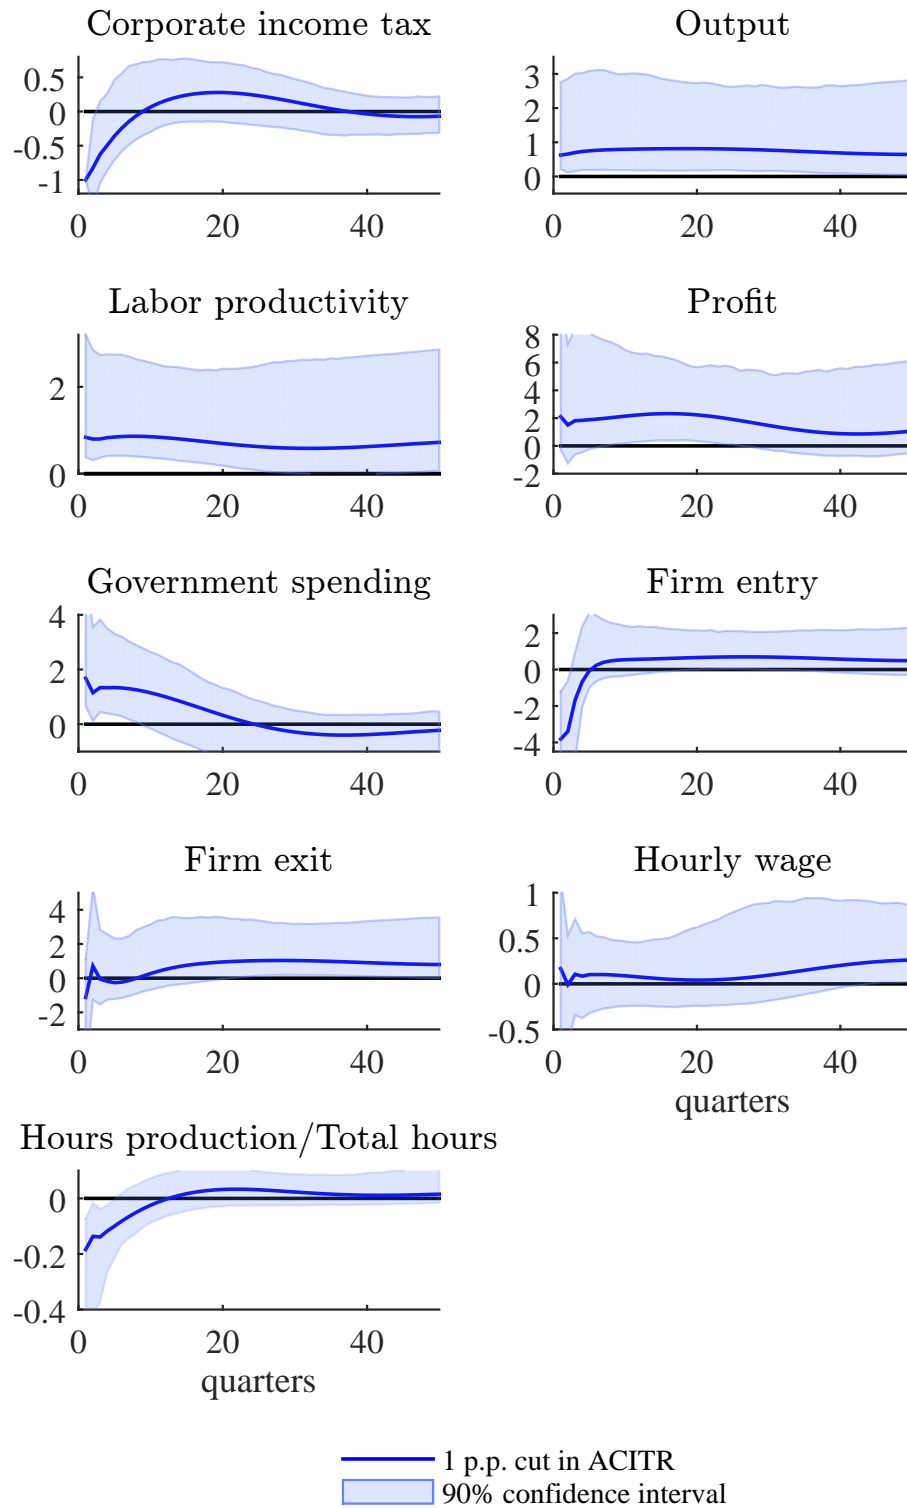 Corporate income tax
0.5
0
-0.5
-1
0 20 40
Output
3
2
1
0
0 20 40
Labor productivity
2
0
0 20 40
Profit
8
6
4
2
0
-2
0 20 40
Government spending
4
2
0
0 20 40
Firm entry
2
0
-2
-4
0 20 40
Firm exit
4
2
0
-2
0 20 40
Hourly wage
1
0.5
0
-0.5
0 20 40
quarters
Hours production/Total hours
0
-0.2
-0.4
0 20 40
quarters
1 p.p. cut in ACITR
90% confidence interval